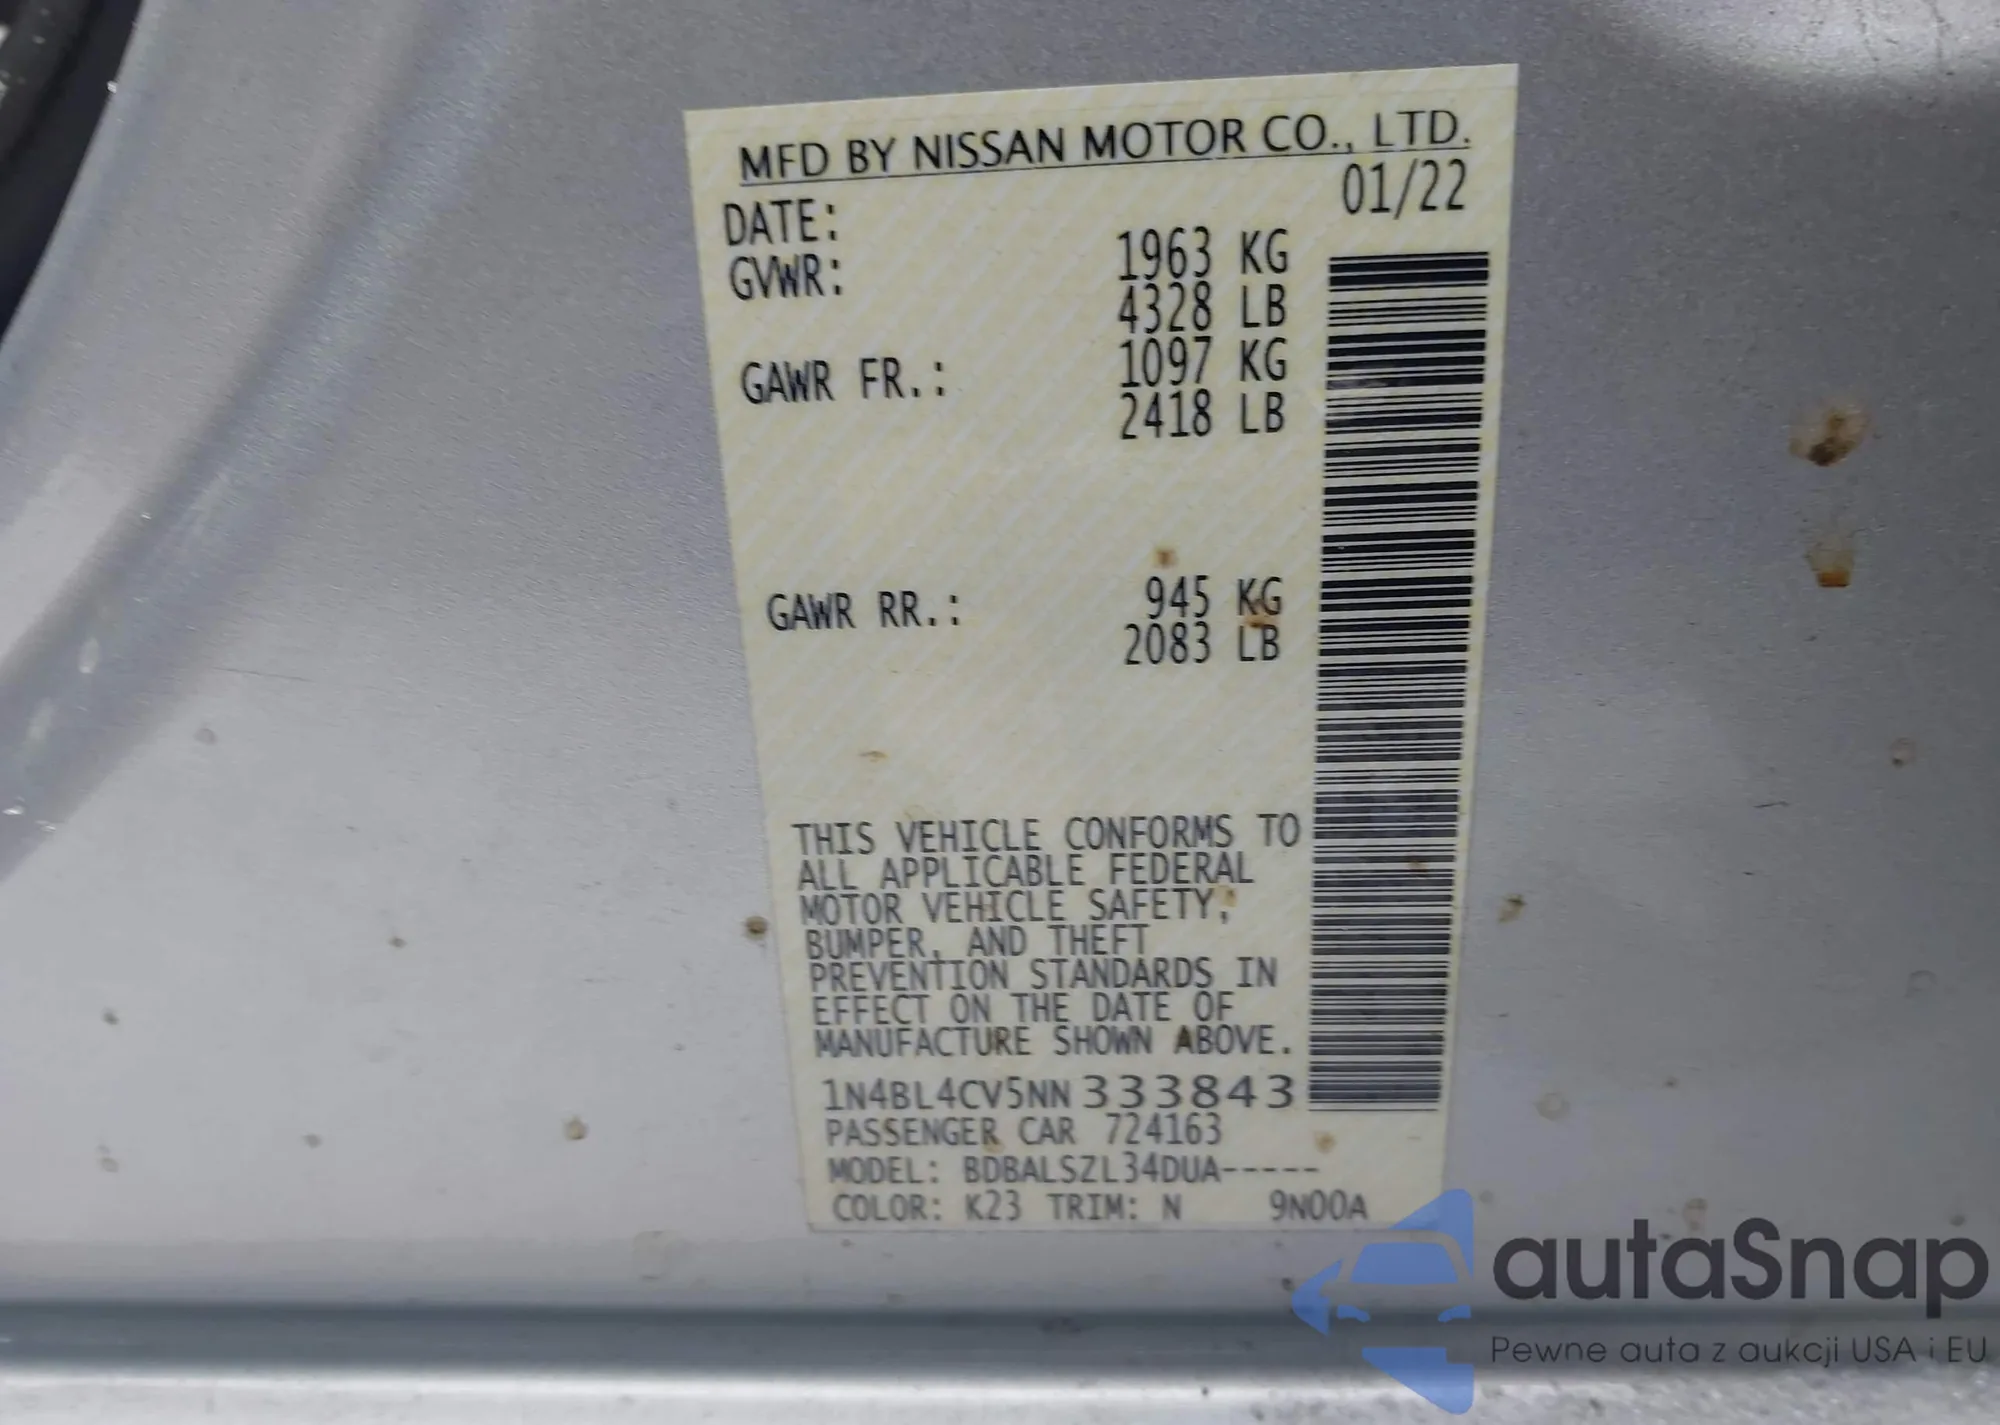 MFD BY NISSAN MOTOR CO., LTD.
DATE: 01/22
GVWR: 1963 KG
4328 LB
GAWR FR.: 1097 KG
2418 LB
GAWR RR.: 945 KG
2083 LB
THIS VEHICLE CONFORMS TO
ALL APPLICABLE FEDERAL
MOTOR VEHICLE SAFETY,
BUMPER, AND THEFT
PREVENTION STANDARDS IN
EFFECT ON THE DATE OF
MANUFACTURE SHOWN ABOVE.
1N4BL4CV5NN333843
PASSENGER CAR 724163
MODEL: BDBALSZL34DUA-----
COLOR: K23 TRIM: N 9N00A
autaSnap
Pewne auta z aukcji USA i EU